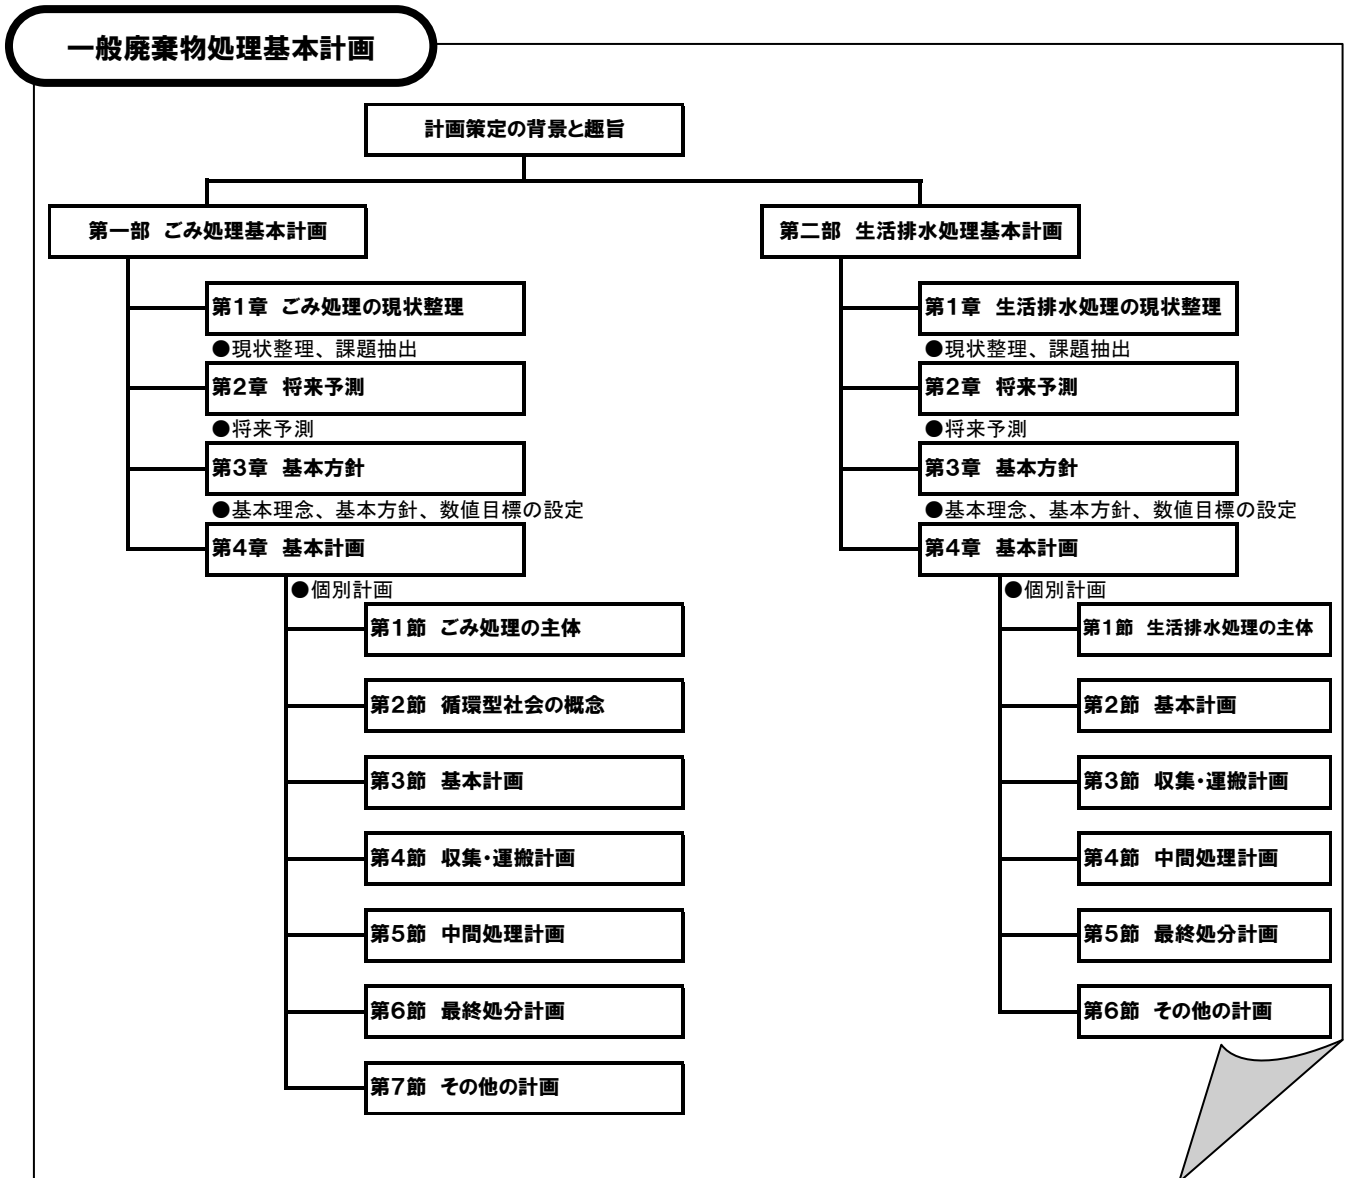 一般廃棄物処理基本計画
計画策定の背景と趣旨
第一部 ごみ処理基本計画
第1章 ごみ処理の現状整理
●現状整理、課題抽出
第2章 将来予測
●将来予測
第3章 基本方針
●基本理念、基本方針、数値目標の設定
第4章 基本計画
●個別計画
第1節 ごみ処理の主体
第2節 循環型社会の概念
第3節 基本計画
第4節 収集・運搬計画
第5節 中間処理計画
第6節 最終処分計画
第7節 その他の計画
第二部 生活排水処理基本計画
第1章 生活排水処理の現状整理
●現状整理、課題抽出
第2章 将来予測
●将来予測
第3章 基本方針
●基本理念、基本方針、数値目標の設定
第4章 基本計画
●個別計画
第1節 生活排水処理の主体
第2節 基本計画
第3節 収集・運搬計画
第4節 中間処理計画
第5節 最終処分計画
第6節 その他の計画